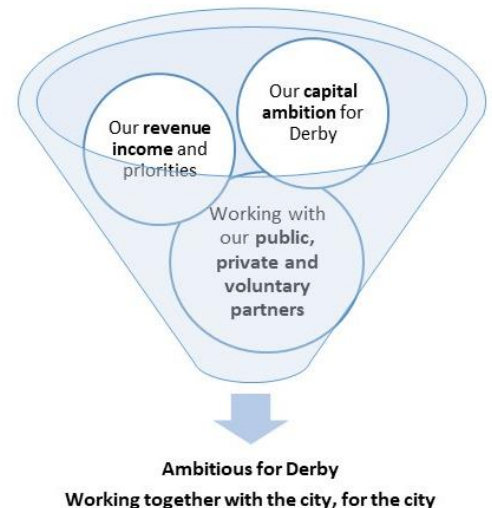 Our revenue
income and
priorities
Our capital
ambition for
Derby
Working with
our public,
private and
voluntary
partners
Ambitious for Derby
Working together with the city, for the city